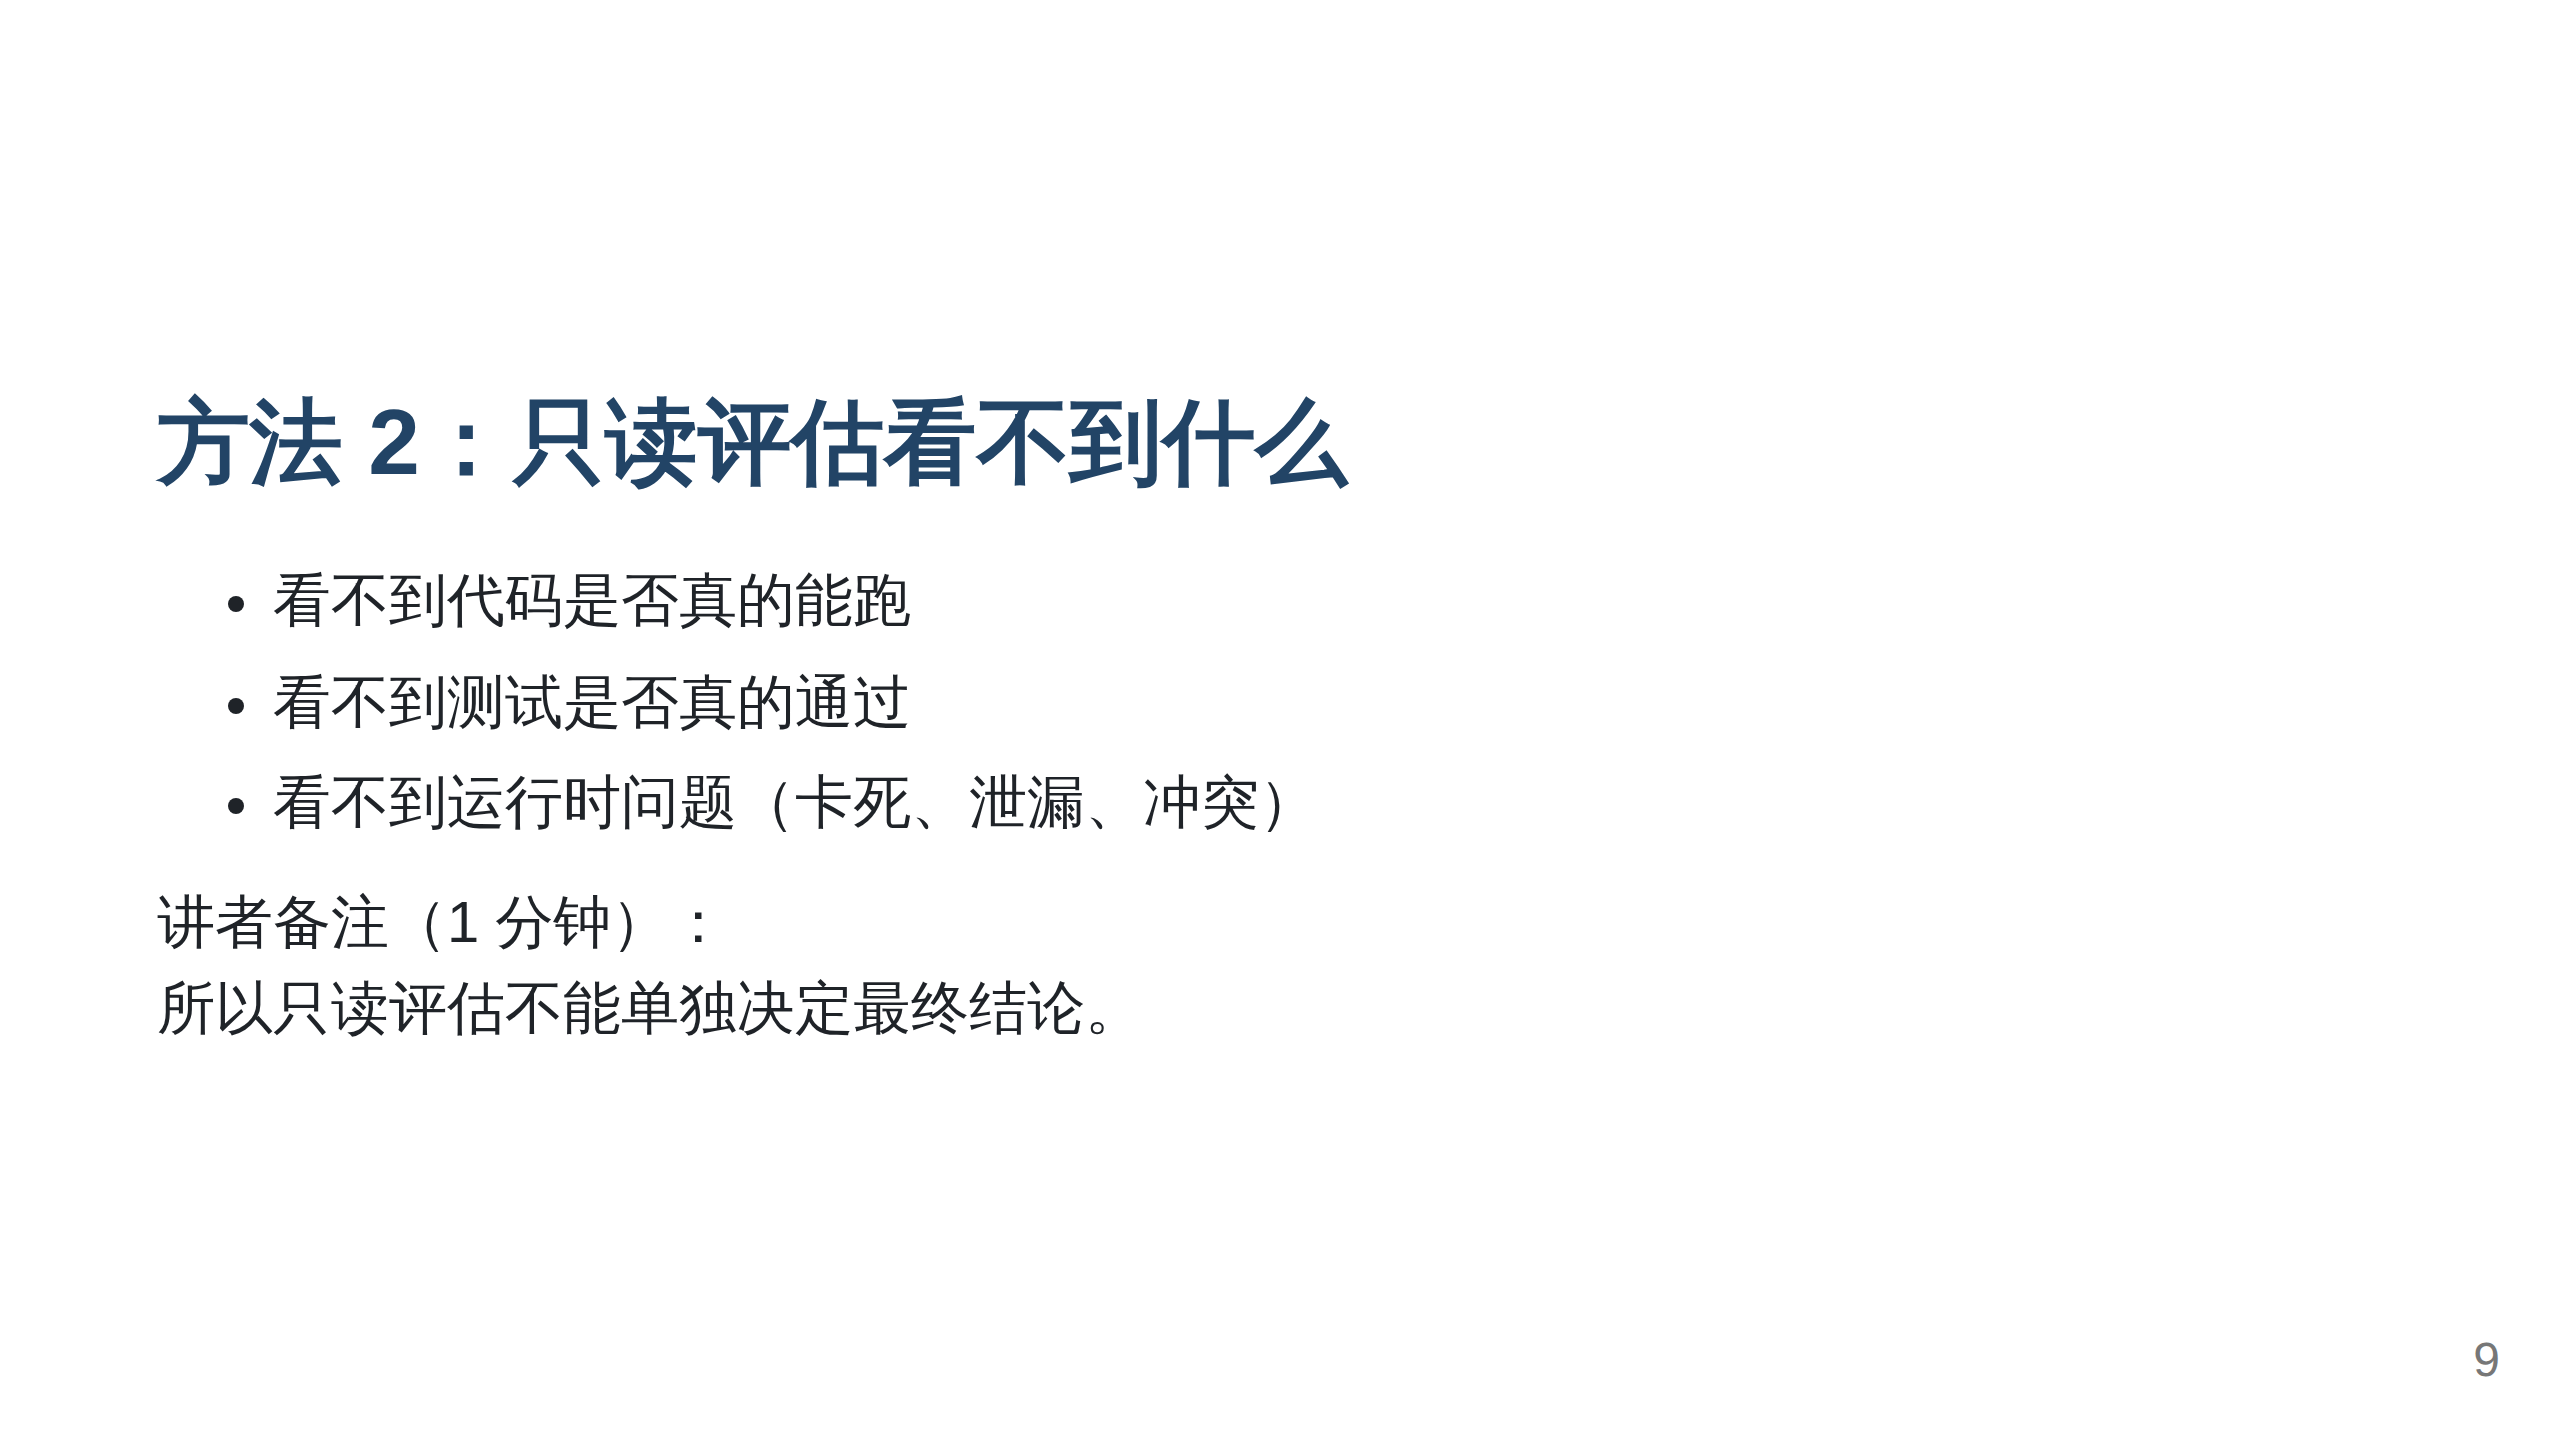 方法 2：只读评估看不到什么
• 看不到代码是否真的能跑
• 看不到测试是否真的通过
• 看不到运行时问题（卡死、泄漏、冲突）
讲者备注（1 分钟）：
所以只读评估不能单独决定最终结论。
9